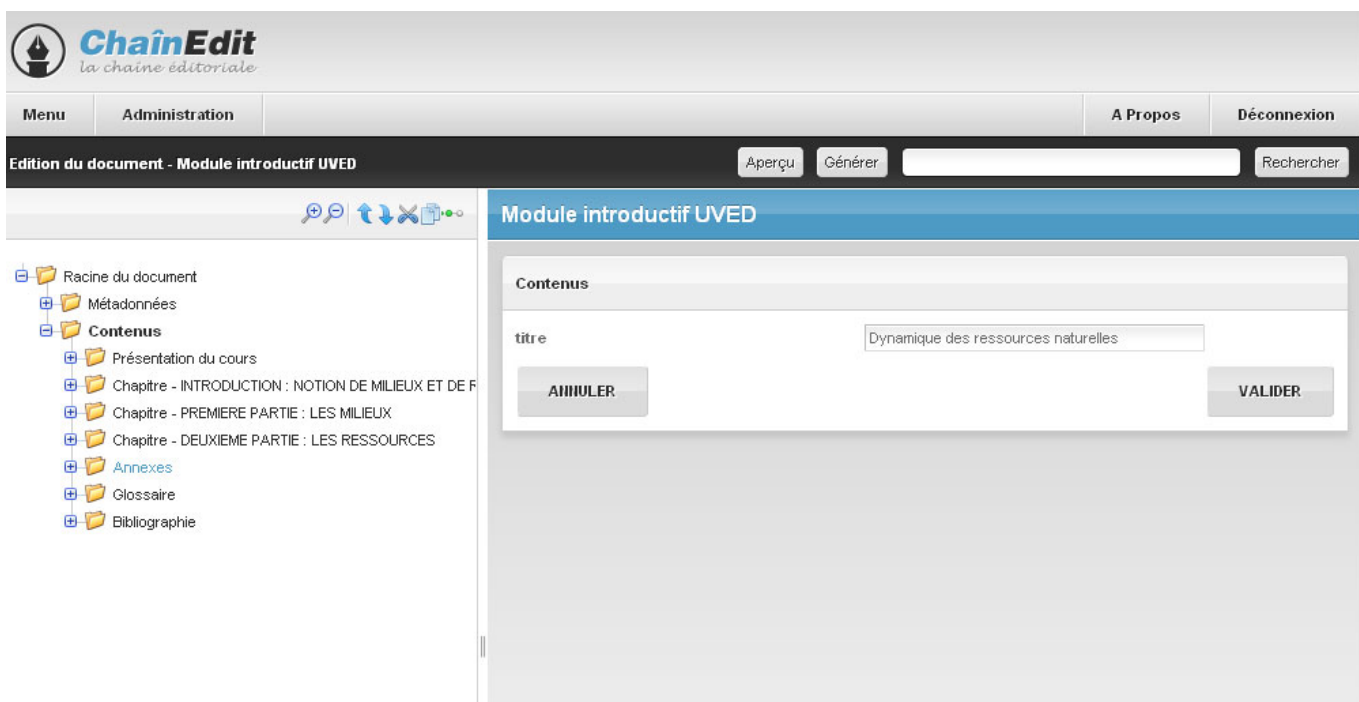 ChaînEdit
la chaîne éditoriale
Menu Administration A Propos Déconnexion
Edition du document - Module introductif UVED Aperçu Générer Rechercher
Module introductif UVED
Racine du document
Métadonnées
Contenus
Présentation du cours
Chapitre - INTRODUCTION : NOTION DE MILIEUX ET DE
Chapitre - PREMIERE PARTIE : LES MILIEUX
Chapitre - DEUXIEME PARTIE : LES RESSOURCES
Annexes
Glossaire
Bibliographie
Contenus
titre Dynamique des ressources naturelles
ANNULER VALIDER